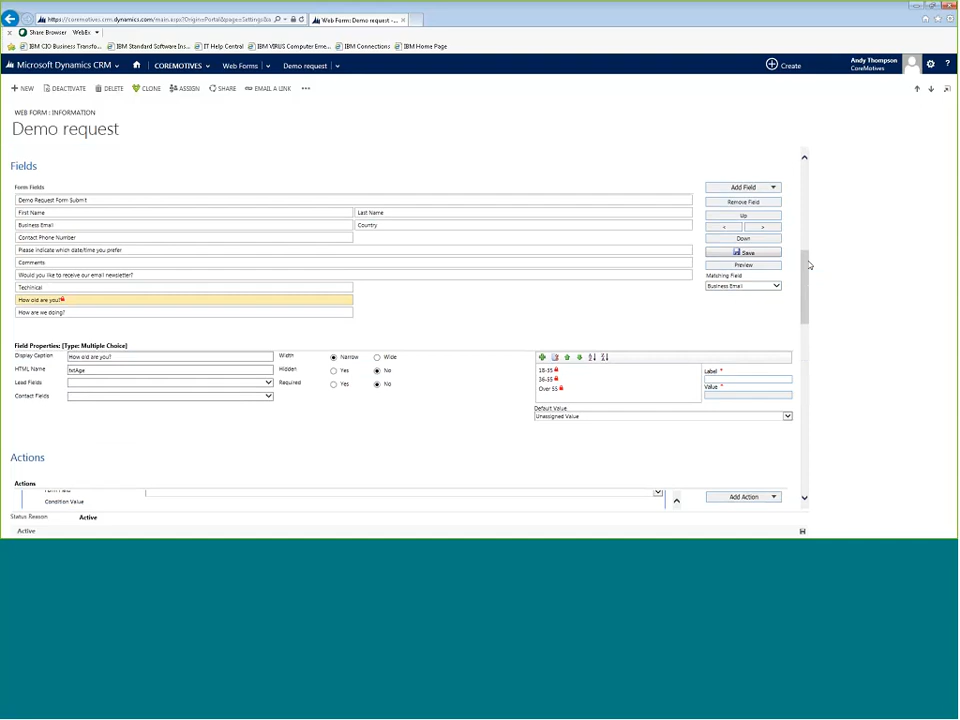 https://coremotives.crm.dynamics.com/main.aspx?Origin=Portal&page=Settings&a
Web Form: Demo request -...
Share Browser WebEx
IBM CIO Business Transfo... IBM Standard Software Ins... IT Help Central IBM VIRUS Computer Eme... IBM Connections IBM Home Page
Microsoft Dynamics CRM COREMOTIVES Web Forms Demo request Create Andy Thompson
CoreMotives
NEW DEACTIVATE DELETE CLONE ASSIGN SHARE EMAIL A LINK ...
WEB FORM : INFORMATION
Demo request
Fields
Form Fields
Add Field
Demo Request Form Submit
Remove Field
First Name Last Name
Up
Business Email Country
< >
Contact Phone Number
Down
Please indicate which date/time you prefer
Save
Comments
Preview
Would you like to receive our email newsletter?
Matching Field
Techinical
Business Email
How old are you?
How are we doing?
Field Properties: [Type: Multiple Choice]
Display Caption How old are you? Width Narrow Wide
HTML Name txtAge Hidden Yes No
Lead Fields Required Yes No
Contact Fields
18-35
36-55
Over 55
Label *
Value *
Default Value
Unassigned Value
Actions
Actions
Condition Value
Add Action
Status Reason Active
Active